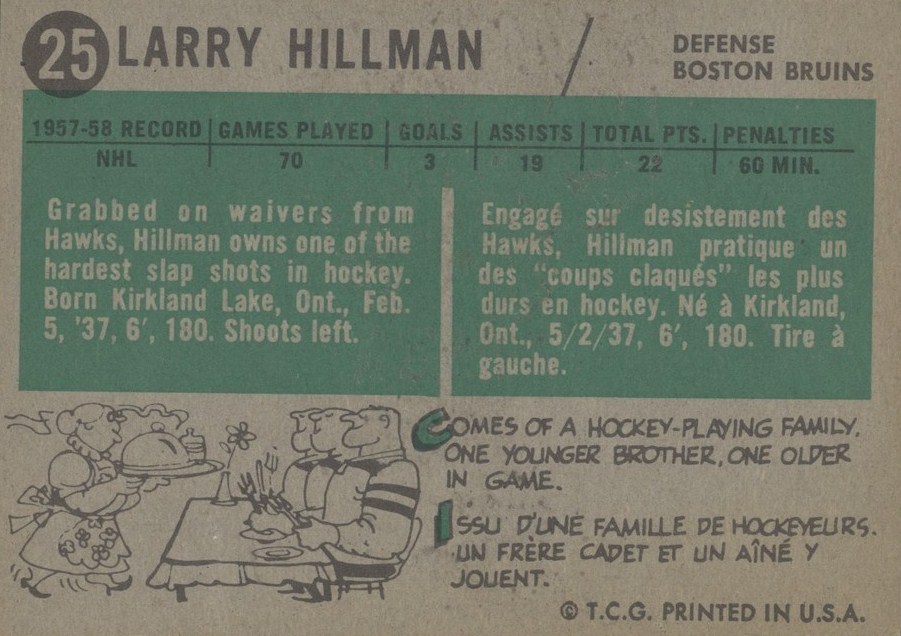 25 LARRY HILLMAN
DEFENSE
BOSTON BRUINS
1957-58 RECORD GAMES PLAYED GOALS ASSISTS TOTAL PTS. PENALTIES
NHL 70 3 19 22 60 MIN.
Grabbed on waivers from
Hawks, Hillman owns one of the
hardest slap shots in hockey.
Born Kirkland Lake, Ont., Feb.
5, '37, 6', 180. Shoots left.
Engagé sur desistement des
Hawks, Hillman pratique un
des "coups claqués" les plus
durs en hockey. Né à Kirkland,
Ont., 5/2/37, 6', 180. Tire à
gauche.
COMES OF A HOCKEY-PLAYING FAMILY.
ONE YOUNGER BROTHER, ONE OLDER
IN GAME.
ISSU D'UNE FAMILLE DE HOCKEYEURS.
UN FRÈRE CADET ET UN AÎNÉ Y
JOUENT.
© T.C.G. PRINTED IN U.S.A.